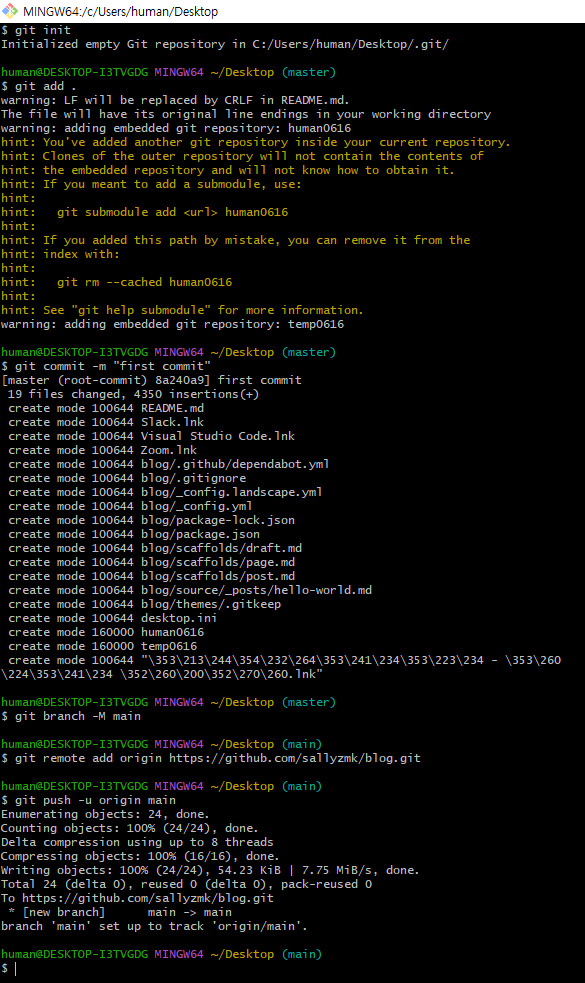 MINGW64:/c/Users/human/Desktop
$ git init
Initialized empty Git repository in C:/Users/human/Desktop/.git/
human@DESKTOP-I3TVGDG MINGW64 ~/Desktop (master)
$ git add .
warning: LF will be replaced by CRLF in README.md.
The file will have its original line endings in your working directory
warning: adding embedded git repository: human0616
hint: You've added another git repository inside your current repository.
hint: Clones of the outer repository will not contain the contents of
hint: the embedded repository and will not know how to obtain it.
hint: If you meant to add a submodule, use:
hint:
hint:   git submodule add <url> human0616
hint:
hint: If you added this path by mistake, you can remove it from the
hint: index with:
hint:
hint:   git rm --cached human0616
hint:
hint: See "git help submodule" for more information.
warning: adding embedded git repository: temp0616
human@DESKTOP-I3TVGDG MINGW64 ~/Desktop (master)
$ git commit -m "first commit"
[master (root-commit) 8a240a9] first commit
 19 files changed, 4350 insertions(+)
 create mode 100644 README.md
 create mode 100644 Slack.lnk
 create mode 100644 Visual Studio Code.lnk
 create mode 100644 Zoom.lnk
 create mode 100644 blog/.github/dependabot.yml
 create mode 100644 blog/.gitignore
 create mode 100644 blog/_config.landscape.yml
 create mode 100644 blog/_config.yml
 create mode 100644 blog/package-lock.json
 create mode 100644 blog/package.json
 create mode 100644 blog/scaffolds/draft.md
 create mode 100644 blog/scaffolds/page.md
 create mode 100644 blog/scaffolds/post.md
 create mode 100644 blog/source/_posts/hello-world.md
 create mode 100644 blog/themes/.gitkeep
 create mode 100644 desktop.ini
 create mode 160000 human0616
 create mode 160000 temp0616
 create mode 100644 "\353\213\244\354\232\264\353\241\234\353\223\234 - \353\260
\224\353\241\234 \352\260\200\352\270\260.lnk"
human@DESKTOP-I3TVGDG MINGW64 ~/Desktop (master)
$ git branch -M main
human@DESKTOP-I3TVGDG MINGW64 ~/Desktop (main)
$ git remote add origin https://github.com/sallyzmk/blog.git
human@DESKTOP-I3TVGDG MINGW64 ~/Desktop (main)
$ git push -u origin main
Enumerating objects: 24, done.
Counting objects: 100% (24/24), done.
Delta compression using up to 8 threads
Compressing objects: 100% (16/16), done.
Writing objects: 100% (24/24), 54.23 KiB | 7.75 MiB/s, done.
Total 24 (delta 0), reused 0 (delta 0), pack-reused 0
To https://github.com/sallyzmk/blog.git
 * [new branch]      main -> main
branch 'main' set up to track 'origin/main'.
human@DESKTOP-I3TVGDG MINGW64 ~/Desktop (main)
$